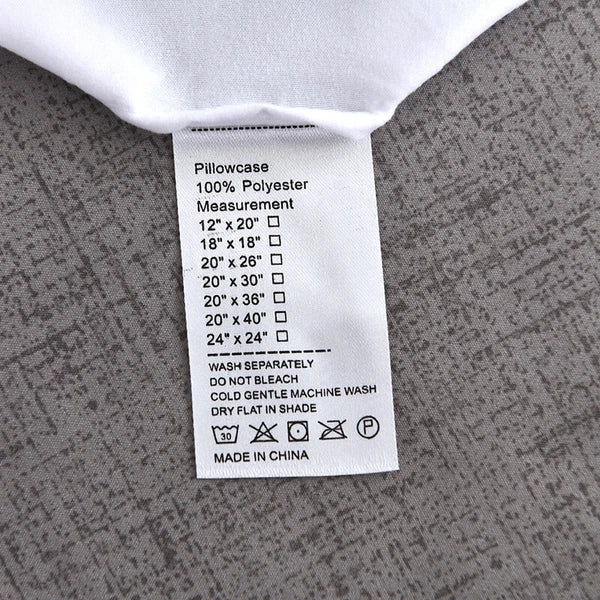 Pillowcase
100% Polyester
Measurement
12" x 20" ☐
18" x 18" ☐
20" x 26" ☐
20" x 30" ☐
20" x 36" ☐
20" x 40" ☐
24" x 24" ☐
WASH SEPARATELY
DO NOT BLEACH
COLD GENTLE MACHINE WASH
DRY FLAT IN SHADE
30 P
MADE IN CHINA